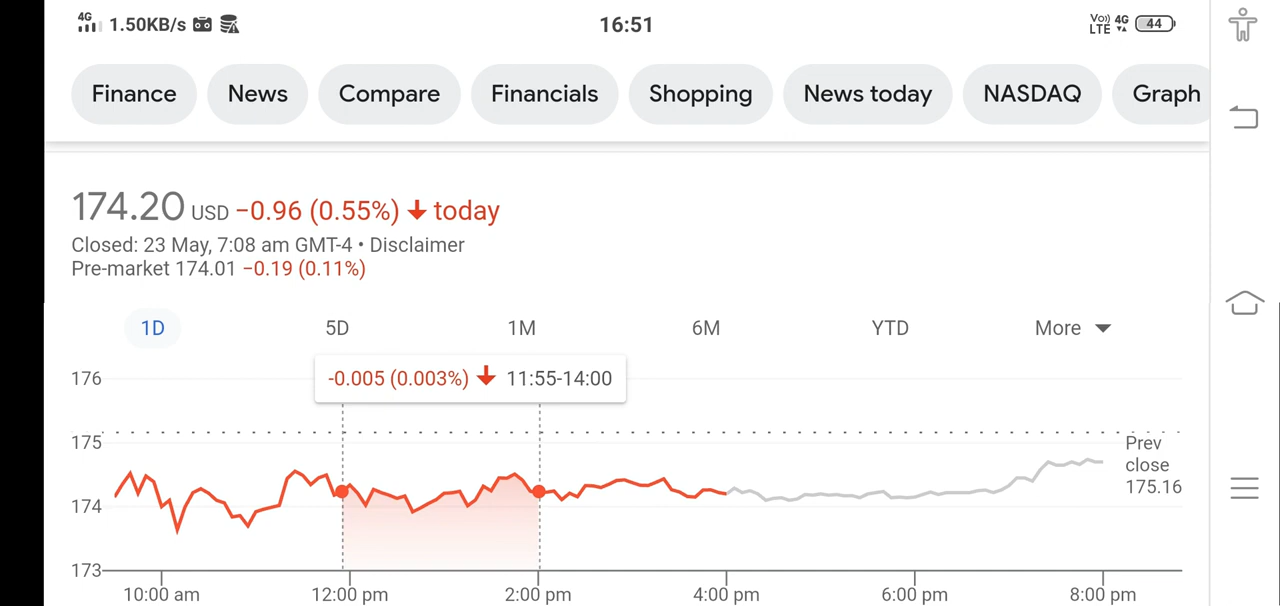 4G 1.50KB/s 16:51 Vo) LTE 4G 44
Finance News Compare Financials Shopping News today NASDAQ Graph
174.20 USD −0.96 (0.55%) today
Closed: 23 May, 7:08 am GMT-4 • Disclaimer
Pre-market 174.01 −0.19 (0.11%)
1D 5D 1M 6M YTD More
-0.005 (0.003%) 11:55-14:00
176
175
174
173
Prev
close
175.16
10:00 am 12:00 pm 2:00 pm 4:00 pm 6:00 pm 8:00 pm